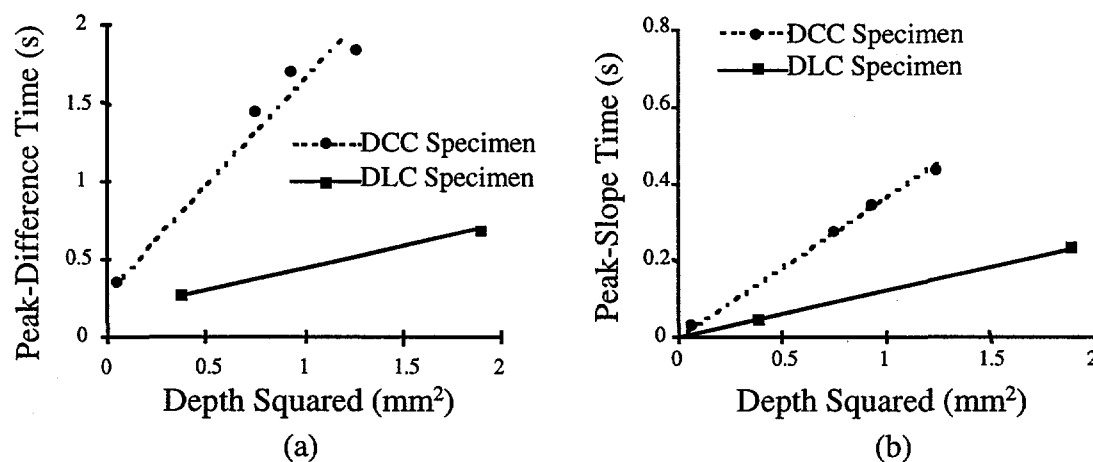 Peak-Difference Time (s)
2
1.5
1
0.5
0
DCC Specimen
DLC Specimen
0 0.5 1 1.5 2
Depth Squared (mm²)
(a)
Peak-Slope Time (s)
0.8
0.6
0.4
0.2
0
DCC Specimen
DLC Specimen
0 0.5 1 1.5 2
Depth Squared (mm²)
(b)